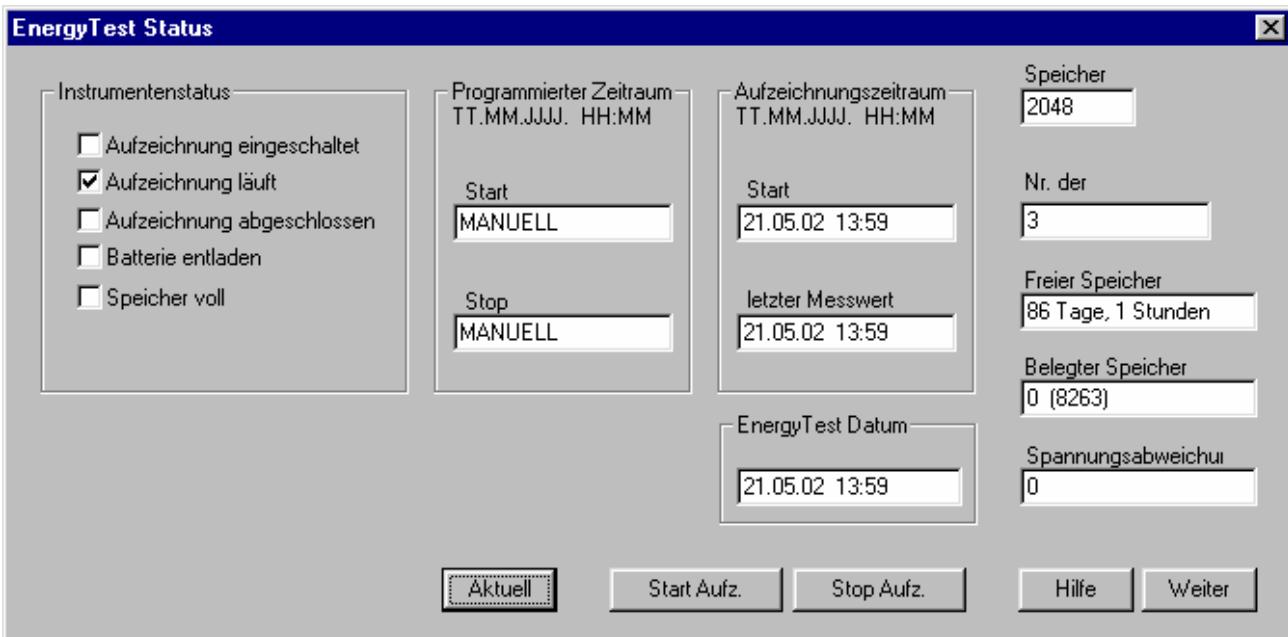 EnergyTest Status
Instrumentenstatus
Aufzeichnung eingeschaltet
Aufzeichnung läuft
Aufzeichnung abgeschlossen
Batterie entladen
Speicher voll
Programmierter Zeitraum
TT.MM.JJJJ. HH:MM
Start
MANUELL
Stop
MANUELL
Aufzeichnungszeitraum
TT.MM.JJJJ. HH:MM
Start
21.05.02 13:59
letzter Messwert
21.05.02 13:59
EnergyTest Datum
21.05.02 13:59
Speicher
2048
Nr. der
3
Freier Speicher
86 Tage, 1 Stunden
Belegter Speicher
0 (8263)
Spannungsabweichu
0
Aktuell
Start Aufz.
Stop Aufz.
Hilfe
Weiter